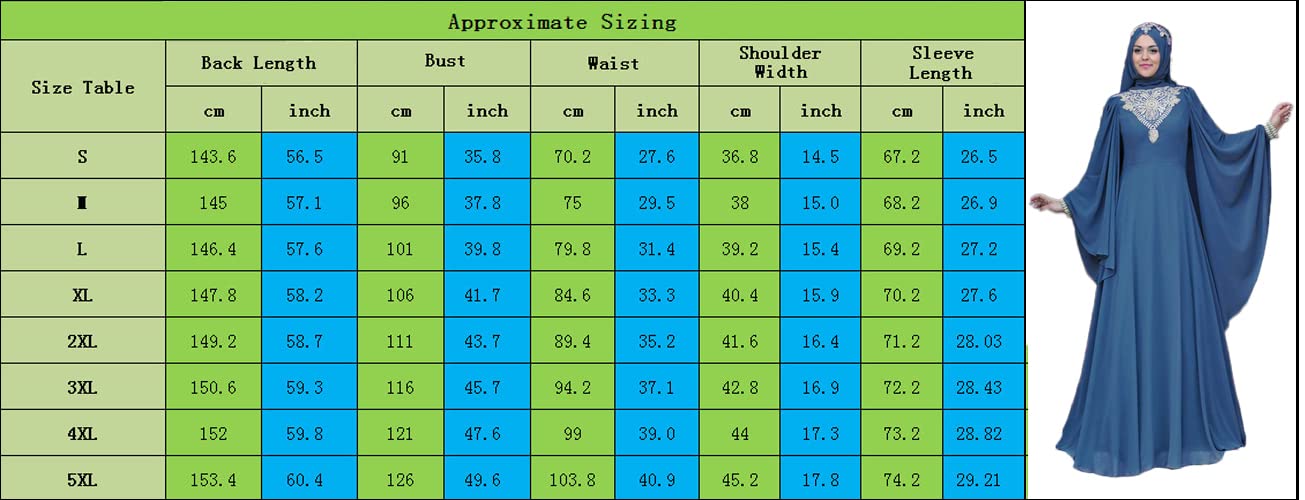 Approximate Sizing
Size Table Back Length Bust Waist Shoulder Width Sleeve Length
cm inch cm inch cm inch cm inch cm inch
S 143.6 56.5 91 35.8 70.2 27.6 36.8 14.5 67.2 26.5
M 145 57.1 96 37.8 75 29.5 38 15.0 68.2 26.9
L 146.4 57.6 101 39.8 79.8 31.4 39.2 15.4 69.2 27.2
XL 147.8 58.2 106 41.7 84.6 33.3 40.4 15.9 70.2 27.6
2XL 149.2 58.7 111 43.7 89.4 35.2 41.6 16.4 71.2 28.03
3XL 150.6 59.3 116 45.7 94.2 37.1 42.8 16.9 72.2 28.43
4XL 152 59.8 121 47.6 99 39.0 44 17.3 73.2 28.82
5XL 153.4 60.4 126 49.6 103.8 40.9 45.2 17.8 74.2 29.21